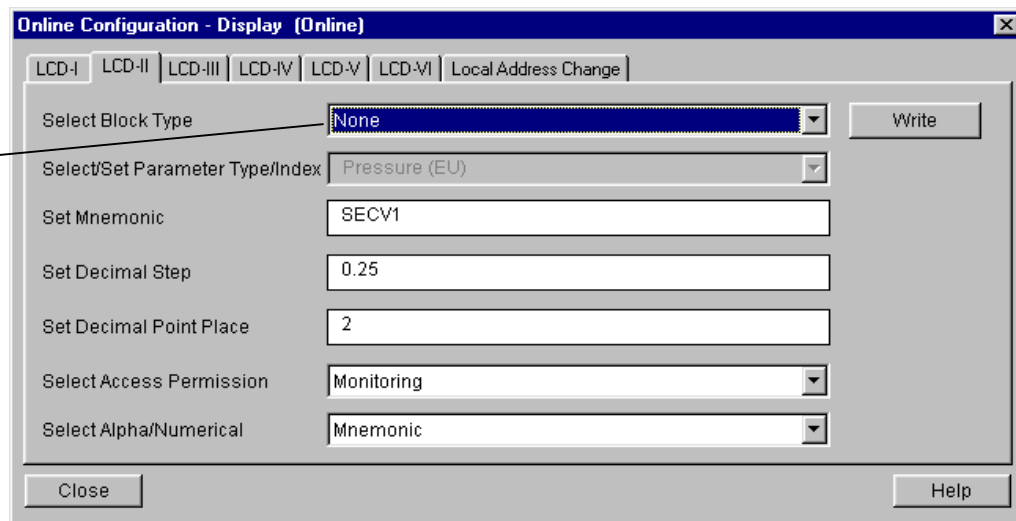 Online Configuration - Display (Online)
LCD-I LCD-II LCD-III LCD-IV LCD-V LCD-VI Local Address Change
Select Block Type None Write
Select/Set Parameter Type/Index Pressure (EU)
Set Mnemonic SECV1
Set Decimal Step 0.25
Set Decimal Point Place 2
Select Access Permission Monitoring
Select Alpha/Numerical Mnemonic
Close Help